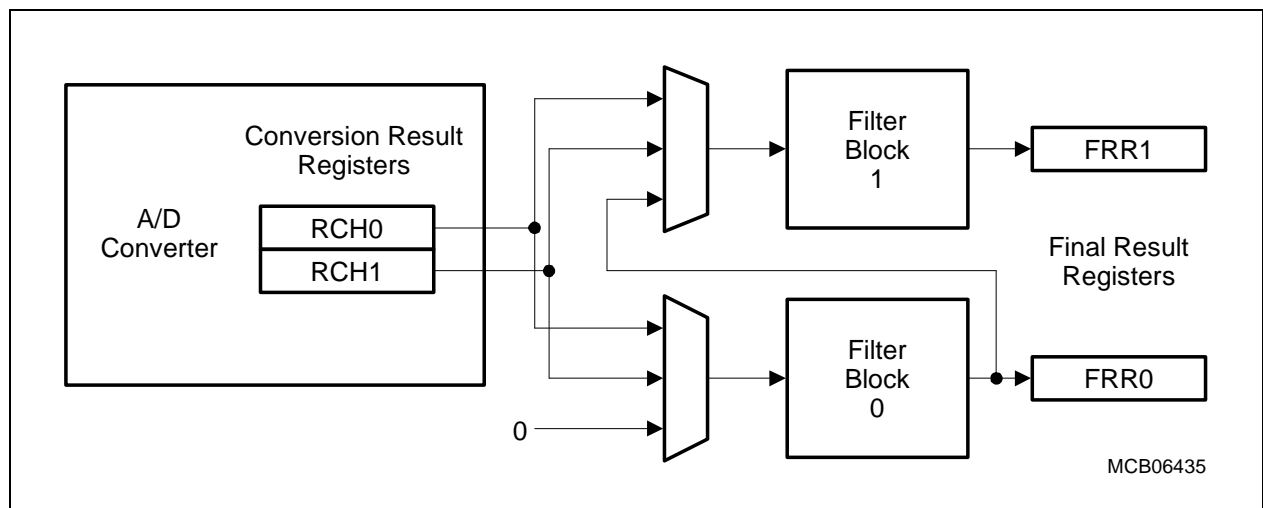 Conversion Result
Registers
A/D
Converter
RCH0
RCH1
Filter
Block
1
FRR1
Final Result
Registers
Filter
Block
0
FRR0
0
MCB06435